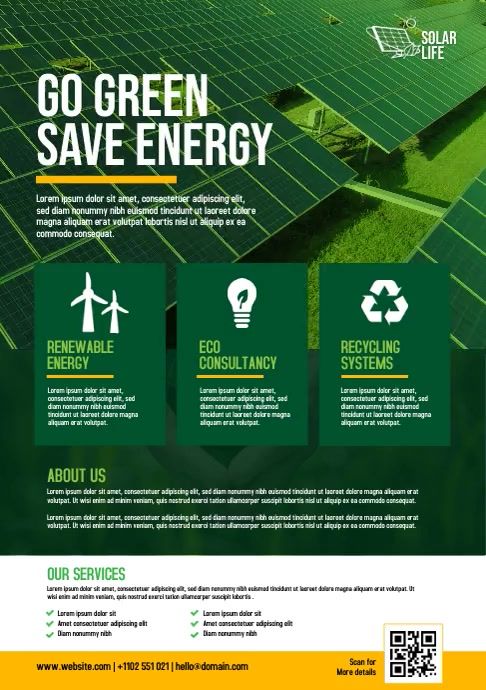 SOLAR
LIFE
GO GREEN
SAVE ENERGY
Lorem ipsum dolor sit amet, consectetuer adipiscing elit,
sed diam nonummy nibh euismod tincidunt ut laoreet dolore
magna aliquam erat volutpat lobortis nisl ut aliquip ex ea
commodo consequat.
RENEWABLE
ENERGY
Lorem ipsum dolor sit amet,
consectetuer adipiscing elit, sed
diam nonummy nibh euismod
tincidunt ut laoreet dolore magna
aliquam erat volutpat.
ECO
CONSULTANCY
Lorem ipsum dolor sit amet,
consectetuer adipiscing elit, sed
diam nonummy nibh euismod
tincidunt ut laoreet dolore magna
aliquam erat volutpat.
RECYCLING
SYSTEMS
Lorem ipsum dolor sit amet,
consectetuer adipiscing elit, sed
diam nonummy nibh euismod
tincidunt ut laoreet dolore magna
aliquam erat volutpat.
ABOUT US
Lorem ipsum dolor sit amet, consectetuer adipiscing elit, sed diam nonummy nibh euismod tincidunt ut laoreet dolore magna aliquam erat
volutpat. Ut wisi enim ad minim veniam, quis nostrud exerci tation ullamcorper suscipit lobortis nisl ut aliquip ex ea commodo consequat.
Lorem ipsum dolor sit amet, consectetuer adipiscing elit, sed diam nonummy nibh euismod tincidunt ut laoreet dolore magna aliquam erat
volutpat. Ut wisi enim ad minim veniam, quis nostrud exerci tation ullamcorper suscipit lobortis nisl ut aliquip ex ea commodo consequat.
OUR SERVICES
Lorem ipsum dolor sit amet, consectetuer adipiscing elit, sed diam nonummy nibh euismod tincidunt ut laoreet dolore magna aliquam erat volutpat. Ut
wisi enim ad minim veniam, quis nostrud exerci tation ullamcorper suscipit lobortis .
Lorem ipsum dolor sit
Amet consectetuer adipiscing elit
Diam nonummy nibh
Lorem ipsum dolor sit
Amet consectetuer adipiscing elit
Diam nonummy nibh
www.website.com | +1102 551 021 | hello@domain.com
Scan for
More details